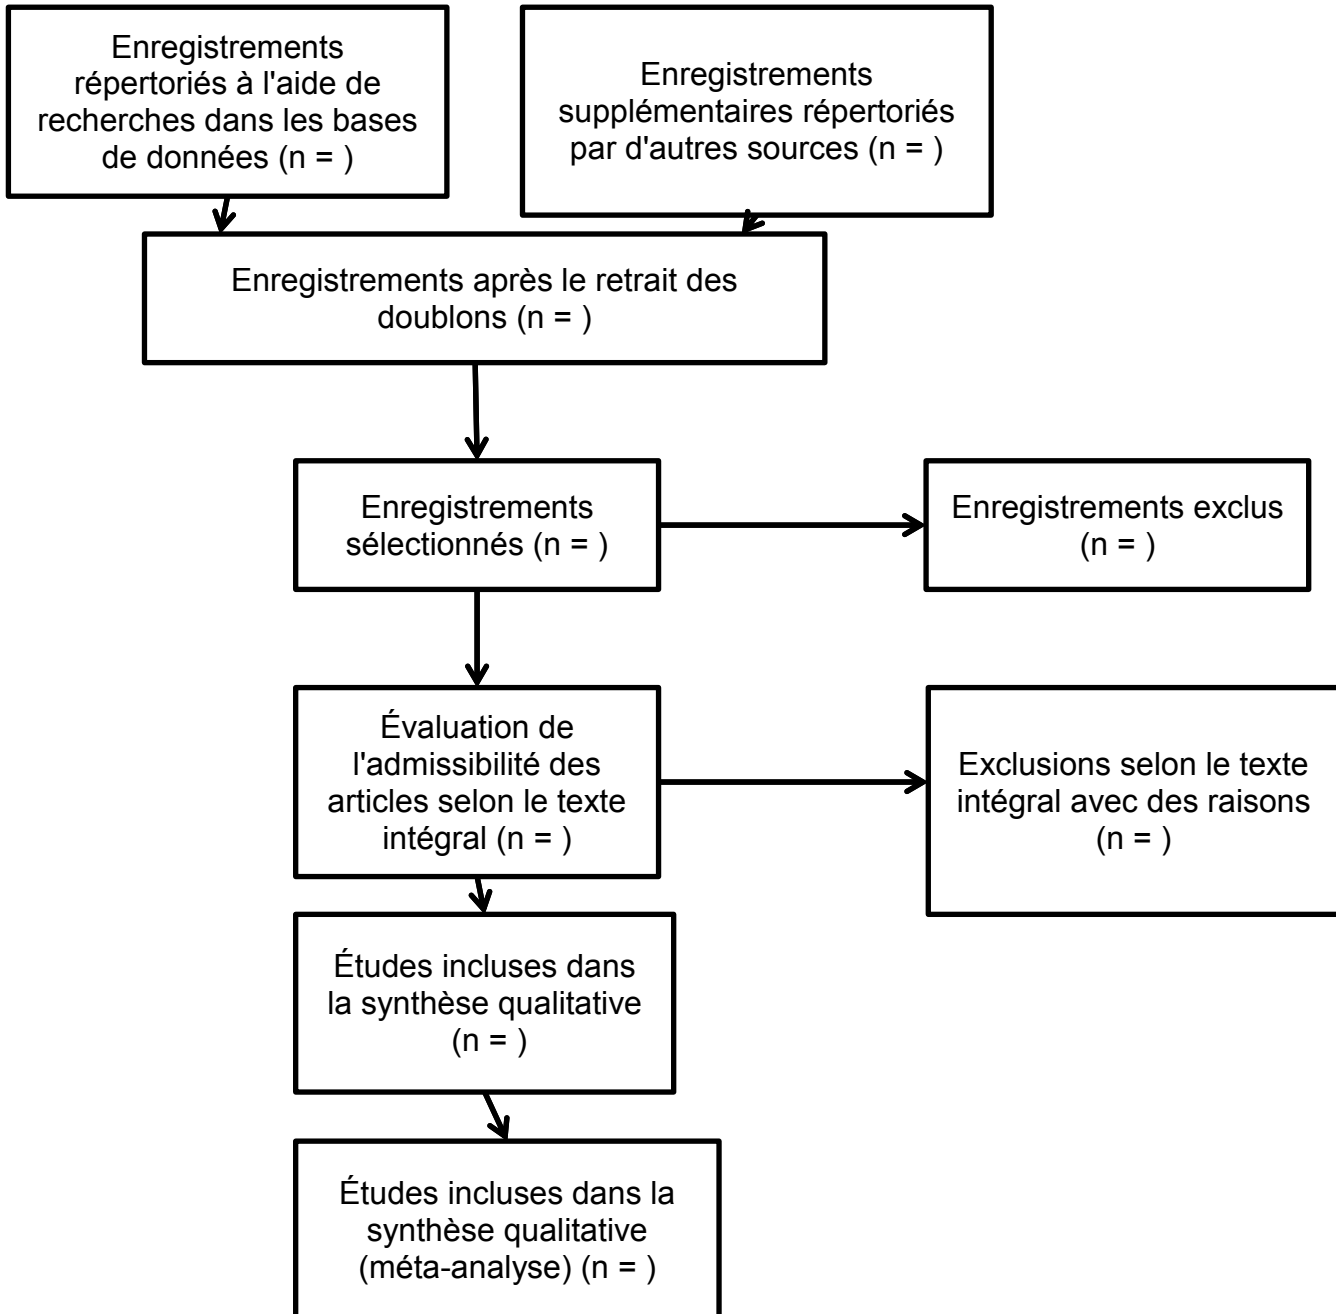 Enregistrements
répertoriés à l'aide de
recherches dans les bases
de données (n = )
Enregistrements
supplémentaires répertoriés
par d'autres sources (n = )
Enregistrements après le retrait des
doublons (n = )
Enregistrements
sélectionnés (n = )
Enregistrements exclus
(n = )
Évaluation de
l'admissibilité des
articles selon le texte
intégral (n = )
Exclusions selon le texte
intégral avec des raisons
(n = )
Études incluses dans
la synthèse qualitative
(n = )
Études incluses dans la
synthèse qualitative
(méta-analyse) (n = )